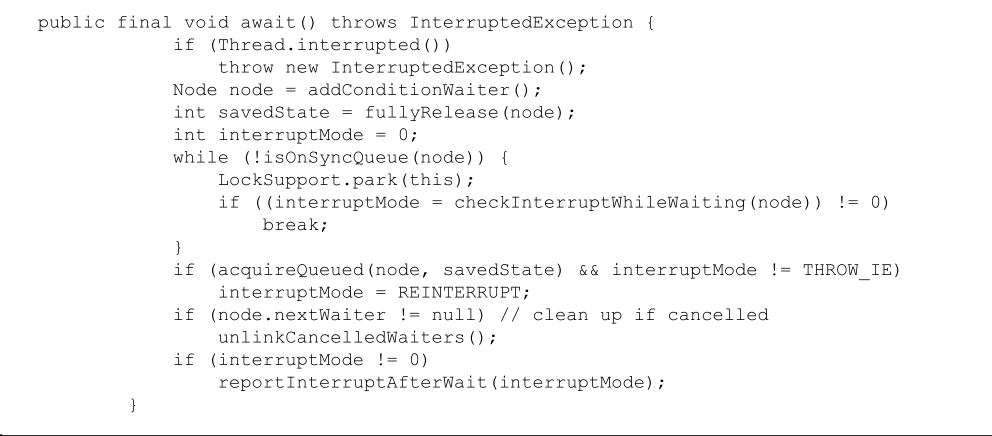 public final void await() throws InterruptedException {
if (Thread.interrupted())
throw new InterruptedException();
Node node = addConditionWaiter();
int savedState = fullyRelease(node);
int interruptMode = 0;
while (!isOnSyncQueue(node)) {
LockSupport.park(this);
if ((interruptMode = checkInterruptWhileWaiting(node)) != 0)
break;
}
if (acquireQueued(node, savedState) && interruptMode != THROW_IE)
interruptMode = REINTERRUPT;
if (node.nextWaiter != null) // clean up if cancelled
unlinkCancelledWaiters();
if (interruptMode != 0)
reportInterruptAfterWait(interruptMode);
}